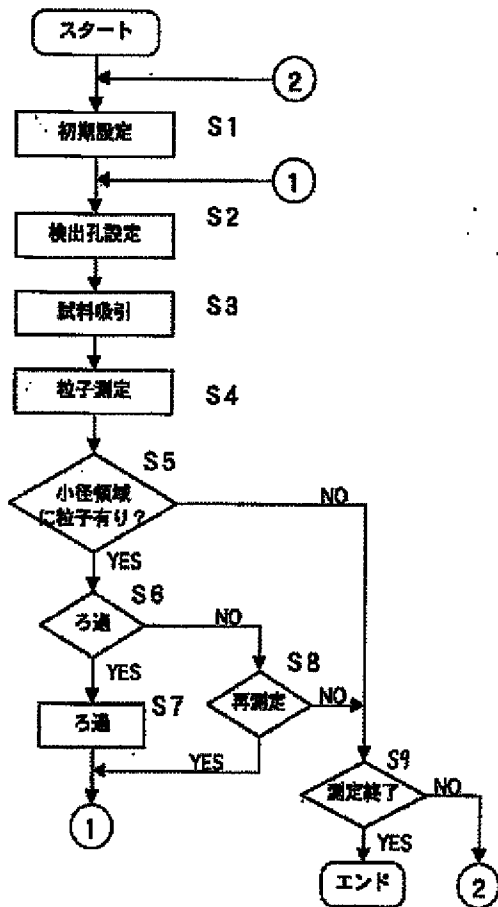 スタート
2
初期設定
S1
1
検出孔設定
S2
試料吸引
S3
粒子測定
S4
S5
小径領域
に粒子有り?
NO
YES
S6
ろ過
NO
YES
S8
再測定
NO
S7
ろ過
YES
S9
測定終了
NO
1
YES
エンド
2